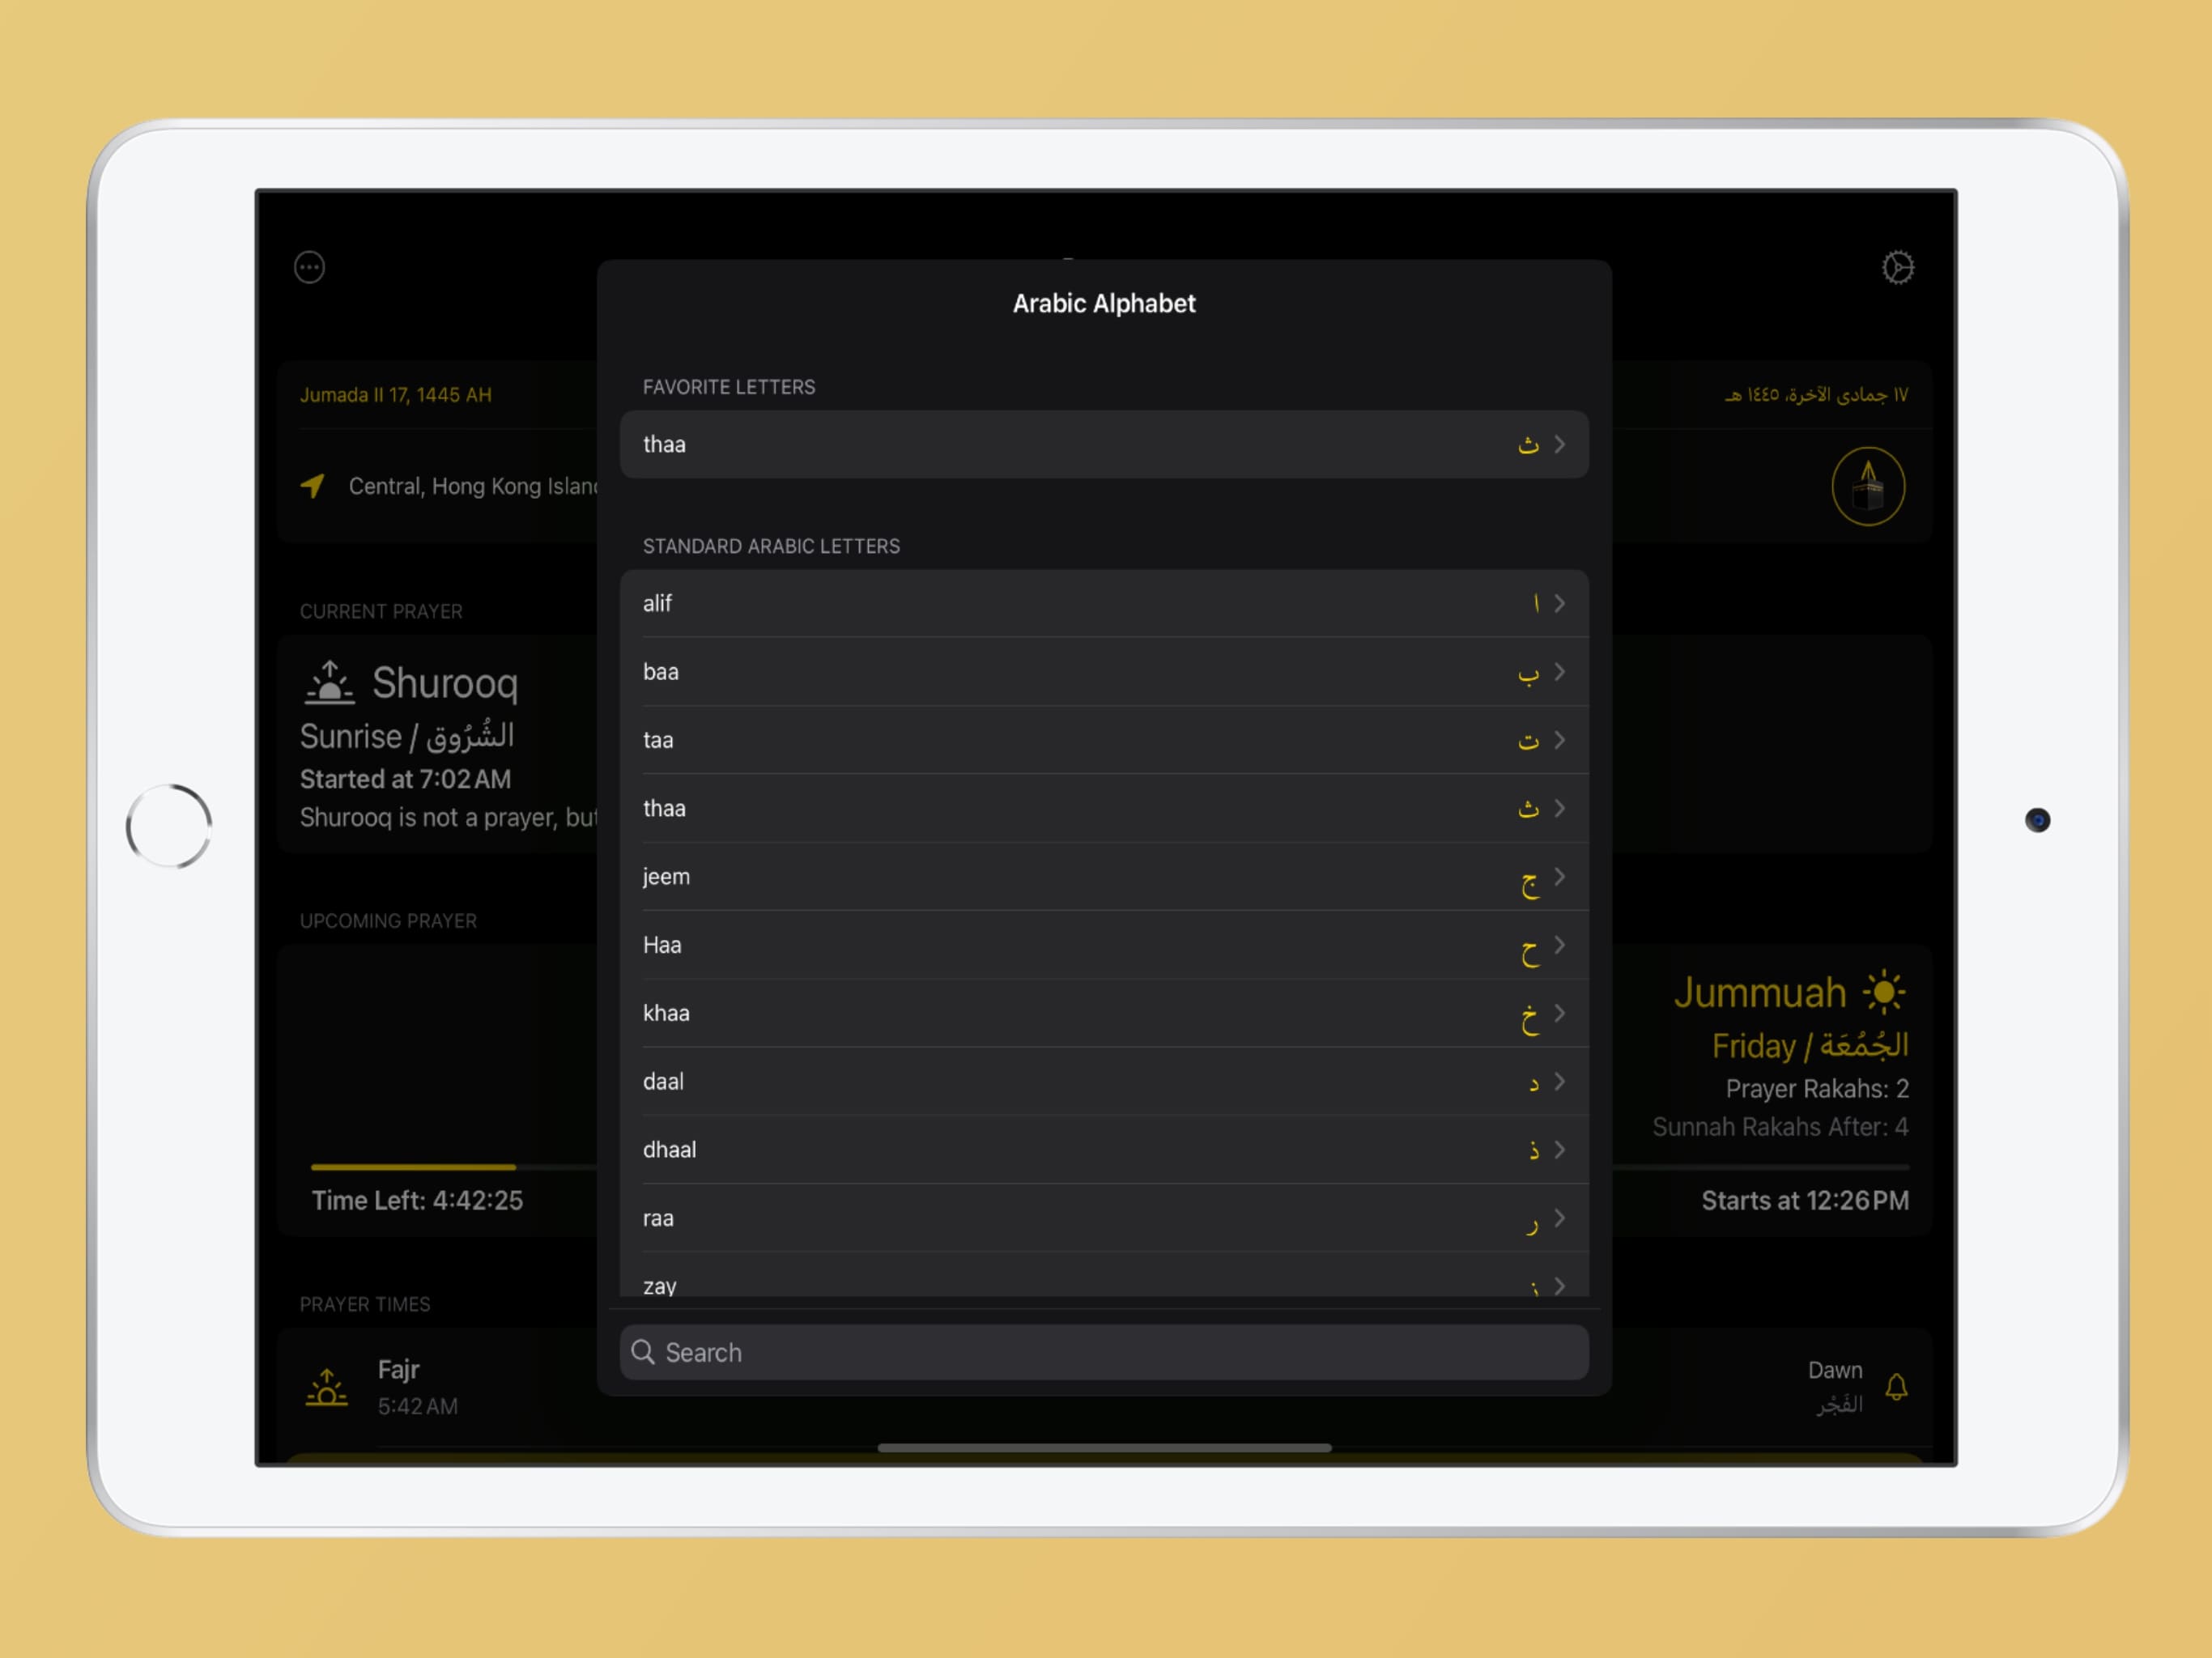 Arabic Alphabet
FAVORITE LETTERS
thaa ث
STANDARD ARABIC LETTERS
alif ا
baa ب
taa ت
thaa ث
jeem ج
Haa ح
khaa خ
daal د
dhaal ذ
raa ر
zay ز
Search
Jumada II 17, 1445 AH
١٧ جمادى الآخرة، ١٤٤٥ هـ
Central, Hong Kong Island
CURRENT PRAYER
Shurooq
Sunrise / الشُّرُوق
Started at 7:02 AM
Shurooq is not a prayer, but
UPCOMING PRAYER
Jummuah
Friday / الجُمُعَة
Prayer Rakahs: 2
Sunnah Rakahs After: 4
Time Left: 4:42:25
Starts at 12:26 PM
PRAYER TIMES
Fajr
5:42 AM
Dawn
الفَجْر